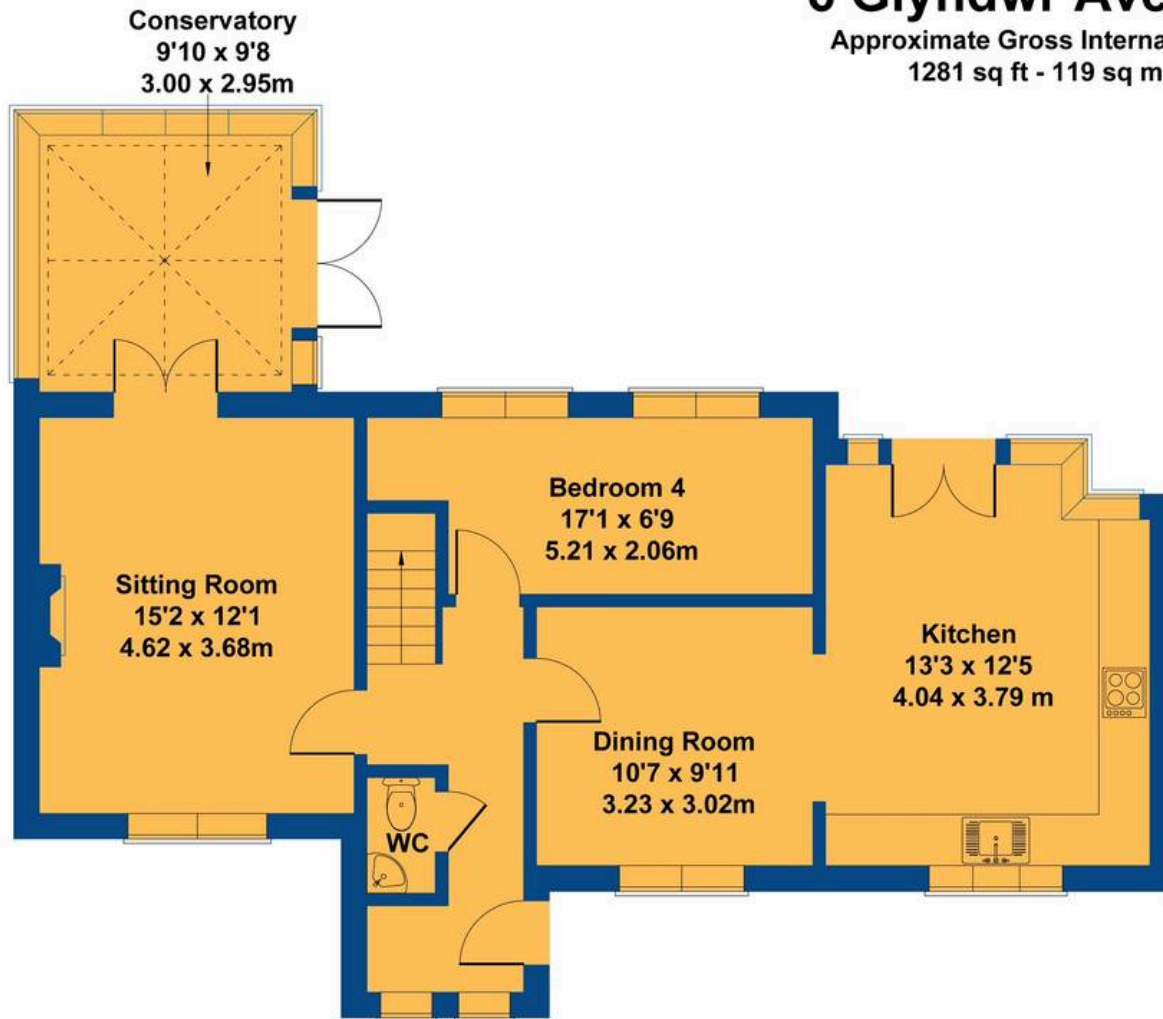 6 Glyndwr Ave
Approximate Gross Interna
1281 sq ft - 119 sq m
Conservatory
9'10 x 9'8
3.00 x 2.95m
Bedroom 4
17'1 x 6'9
5.21 x 2.06m
Sitting Room
15'2 x 12'1
4.62 x 3.68m
Kitchen
13'3 x 12'5
4.04 x 3.79 m
Dining Room
10'7 x 9'11
3.23 x 3.02m
WC